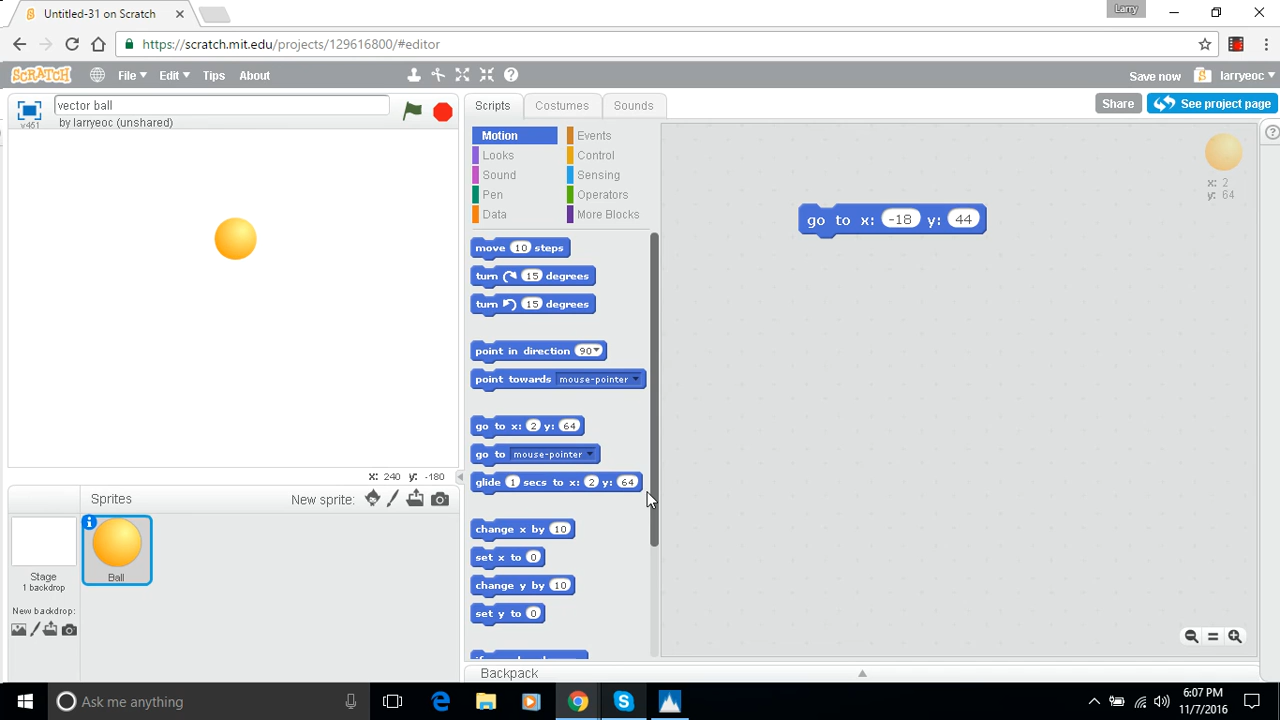 Untitled-31 on Scratch
Larry
https://scratch.mit.edu/projects/129616800/#editor
SCRATCH File Edit Tips About Save now larryeoc
vector ball
by larryeoc (unshared)
v451
Scripts Costumes Sounds Share See project page
Motion Events
Looks Control
Sound Sensing
Pen Operators
Data More Blocks
x: 2
y: 64
go to x: -18 y: 44
move 10 steps
turn 15 degrees
turn 15 degrees
point in direction 90
point towards mouse-pointer
go to x: 2 y: 64
go to mouse-pointer
glide 1 secs to x: 2 y: 64
change x by 10
set x to 0
change y by 10
set y to 0
x: 240 y: -180
Sprites New sprite:
Stage
1 backdrop
New backdrop:
Ball
Backpack
Ask me anything
6:07 PM
11/7/2016